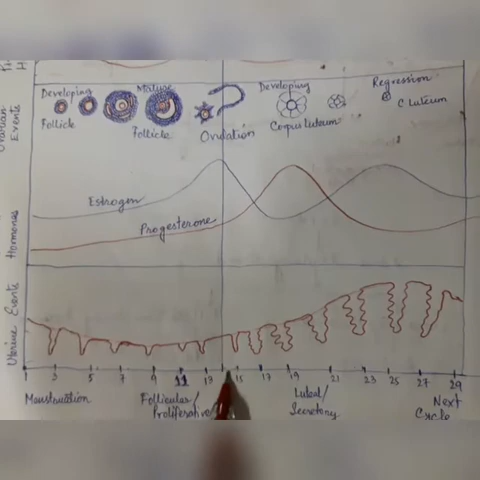 Ovarian Events
Developing
Follicle
Mature
Follicle
Ovulation
Developing
Corpus luteum
Regression
C luteum
Hormones
Estrogen
Progesterone
Uterine Events
1 3 5 7 9 11 13 15 17 19 21 23 25 27 29
Menstruation
Follicular/
Proliferative
Luteal/
Secretory
Next
Cycle